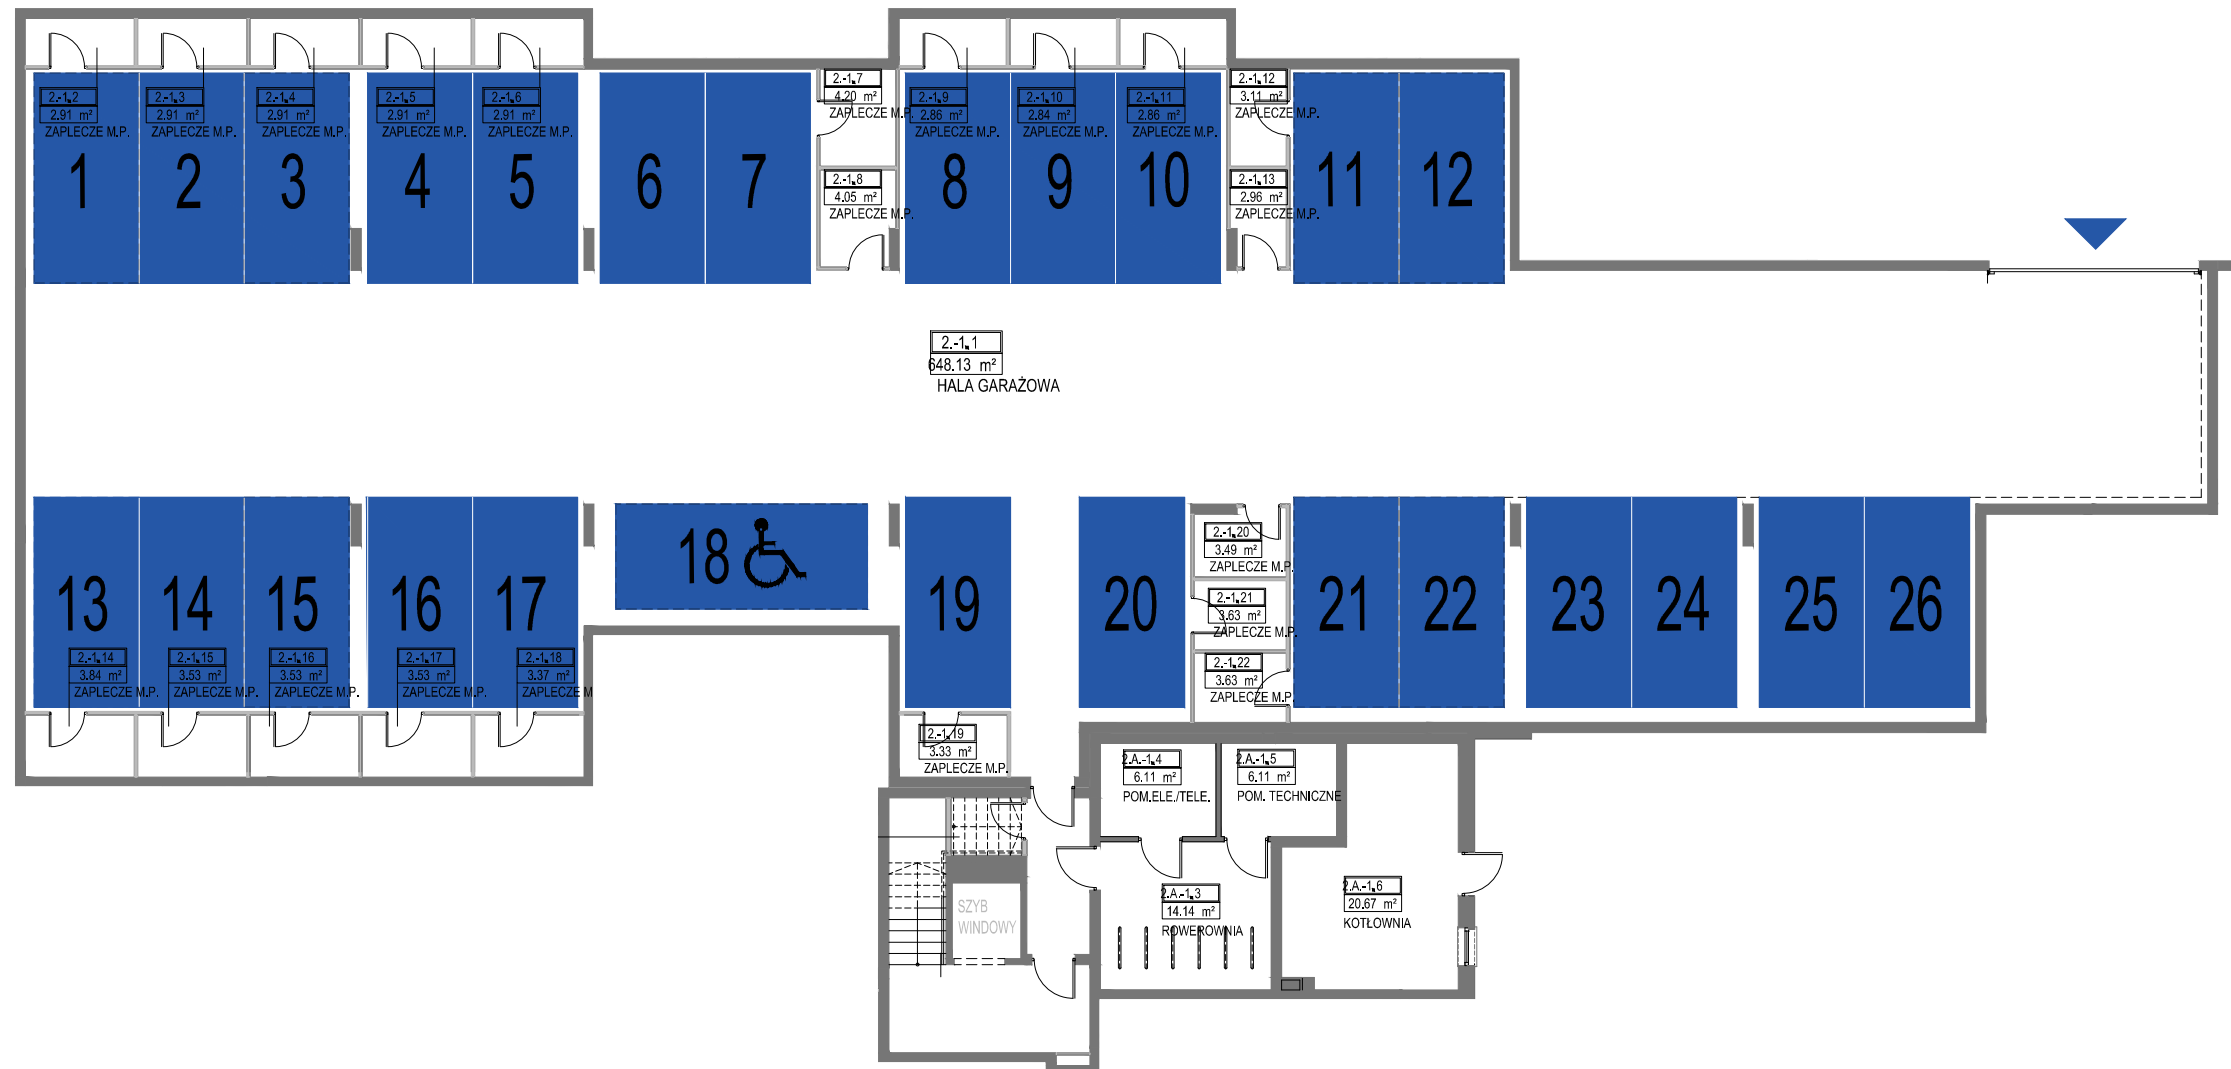 2.-1.2
2.91 m²
ZAPLECZE M.P.
1
2.-1.3
2.91 m²
ZAPLECZE M.P.
2
2.-1.4
2.91 m²
ZAPLECZE M.P.
3
2.-1.5
2.91 m²
ZAPLECZE M.P.
4
2.-1.6
2.91 m²
ZAPLECZE M.P.
5
6
7
2.-1.7
4.20 m²
ZAPLECZE M.P.
2.-1.8
4.05 m²
ZAPLECZE M.P.
2.-1.9
2.86 m²
ZAPLECZE M.P.
8
2.-1.10
2.84 m²
ZAPLECZE M.P.
9
2.-1.11
2.86 m²
ZAPLECZE M.P.
10
2.-1.12
3.11 m²
ZAPLECZE M.P.
2.-1.13
2.96 m²
ZAPLECZE M.P.
11
12
2.-1.1
648.13 m²
HALA GARAŻOWA
13
2.-1.14
3.84 m²
ZAPLECZE M.P.
14
2.-1.15
3.53 m²
ZAPLECZE M.P.
15
2.-1.16
3.53 m²
ZAPLECZE M.P.
16
2.-1.17
3.53 m²
ZAPLECZE M.P.
17
2.-1.18
3.37 m²
ZAPLECZE M
18
19
2.-1.19
3.33 m²
ZAPLECZE M.P.
20
2.-1.20
3.49 m²
ZAPLECZE M.P.
2.-1.21
3.63 m²
ZAPLECZE M.P.
2.-1.22
3.63 m²
ZAPLECZE M.P.
21
22
23
24
25
26
2.A.-1.4
6.11 m²
POM.ELE./TELE.
2.A.-1.5
6.11 m²
POM. TECHNICZNE
2.A.-1.3
14.14 m²
ROWEROWNIA
2.A.-1.6
20.67 m²
KOTŁOWNIA
SZYB
WINDOWY